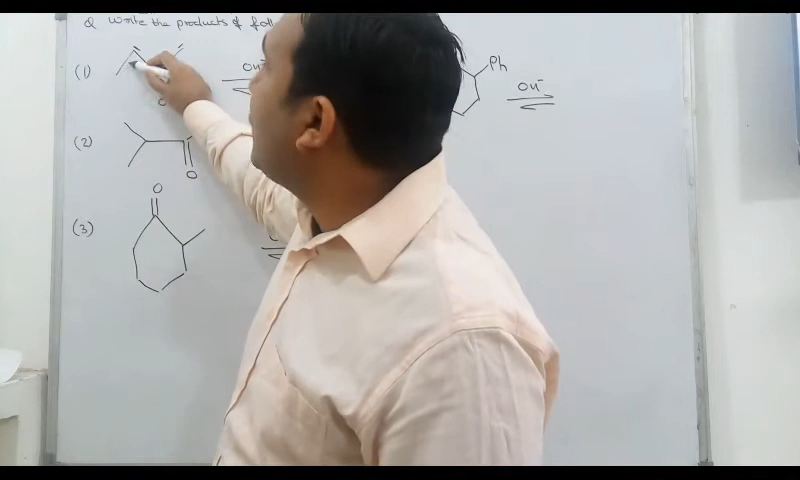 Q Write the products of foll
(1)
OH⁻
Ph
OH⁻
(2)
O
O
(3)